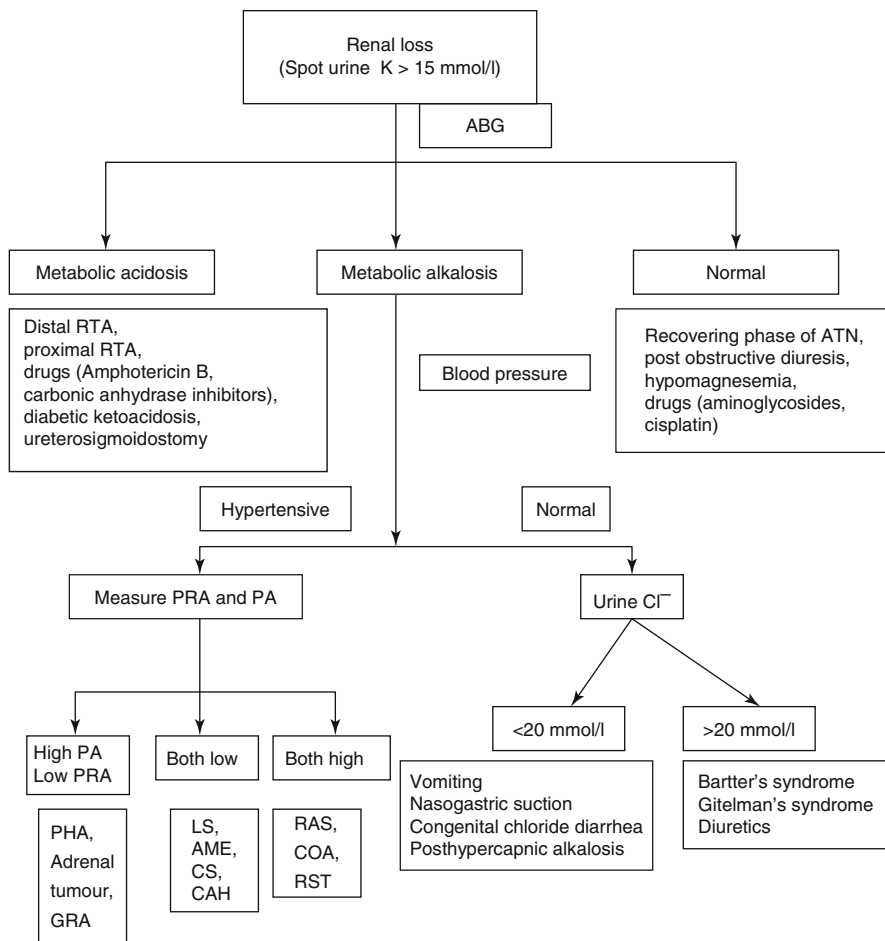 Renal loss
(Spot urine K > 15 mmol/l)
ABG
Metabolic acidosis
Metabolic alkalosis
Normal
Distal RTA,
proximal RTA,
drugs (Amphotericin B,
carbonic anhydrase inhibitors),
diabetic ketoacidosis,
ureterosigmoidostomy
Recovering phase of ATN,
post obstructive diuresis,
hypomagnesemia,
drugs (aminoglycosides,
cisplatin)
Blood pressure
Hypertensive
Normal
Measure PRA and PA
Urine Cl⁻
High PA
Low PRA
Both low
Both high
<20 mmol/l
>20 mmol/l
PHA,
Adrenal
tumour,
GRA
LS,
AME,
CS,
CAH
RAS,
COA,
RST
Vomiting
Nasogastric suction
Congenital chloride diarrhea
Posthypercapnic alkalosis
Bartter's syndrome
Gitelman's syndrome
Diuretics